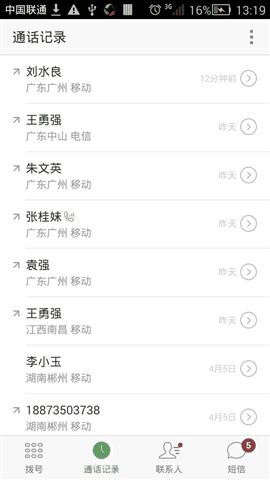 中国联通 3G 16% 13:19
通话记录
刘水良
广东广州 移动
12分钟前
王勇强
广东中山 电信
昨天
朱文英
广东广州 移动
昨天
张桂妹
广东广州 移动
昨天
袁强
广东广州 移动
昨天
王勇强
江西南昌 移动
昨天
李小玉
湖南郴州 移动
4月5日
18873503738
湖南郴州 移动
4月5日
5
拨号 通话记录 联系人 短信